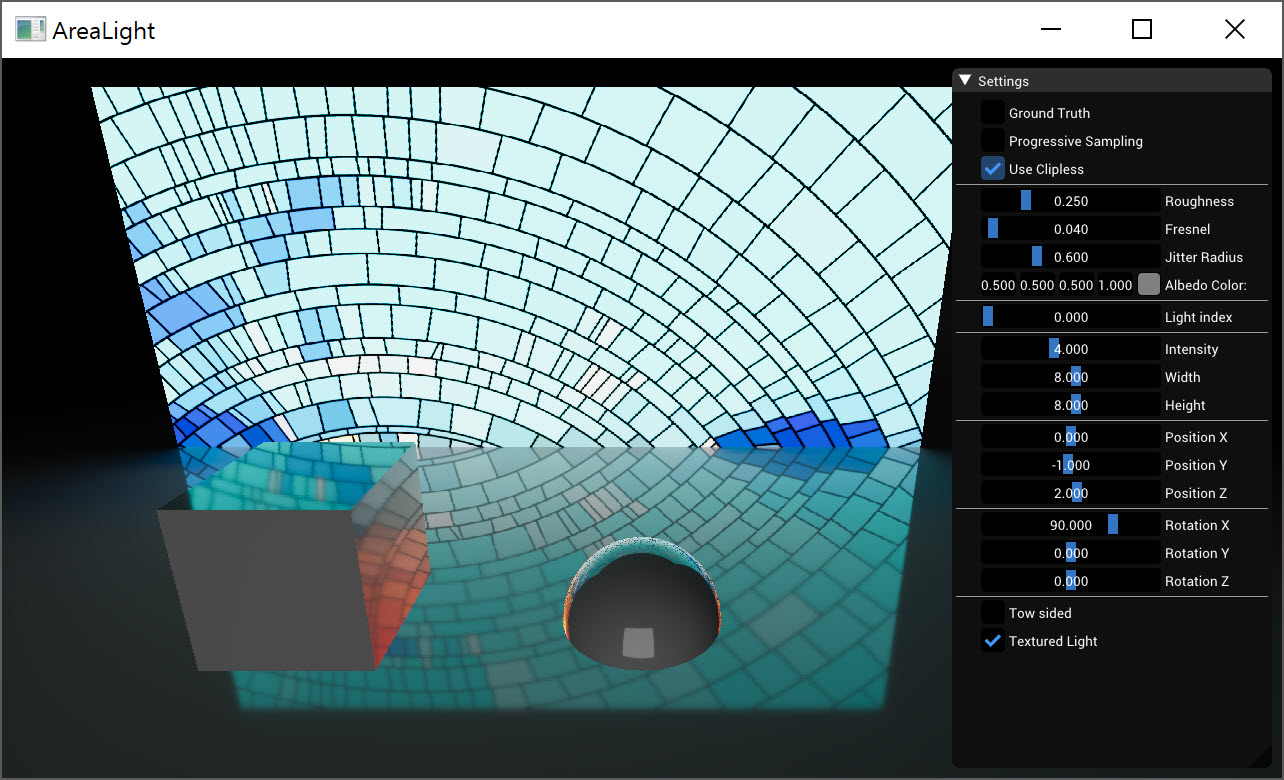 AreaLight
Settings
Ground Truth
Progressive Sampling
Use Clipless
0.250 Roughness
0.040 Fresnel
0.600 Jitter Radius
0.500 0.500 0.500 1.000 Albedo Color:
0.000 Light index
4.000 Intensity
8.000 Width
8.000 Height
0.000 Position X
-1.000 Position Y
2.000 Position Z
90.000 Rotation X
0.000 Rotation Y
0.000 Rotation Z
Tow sided
Textured Light